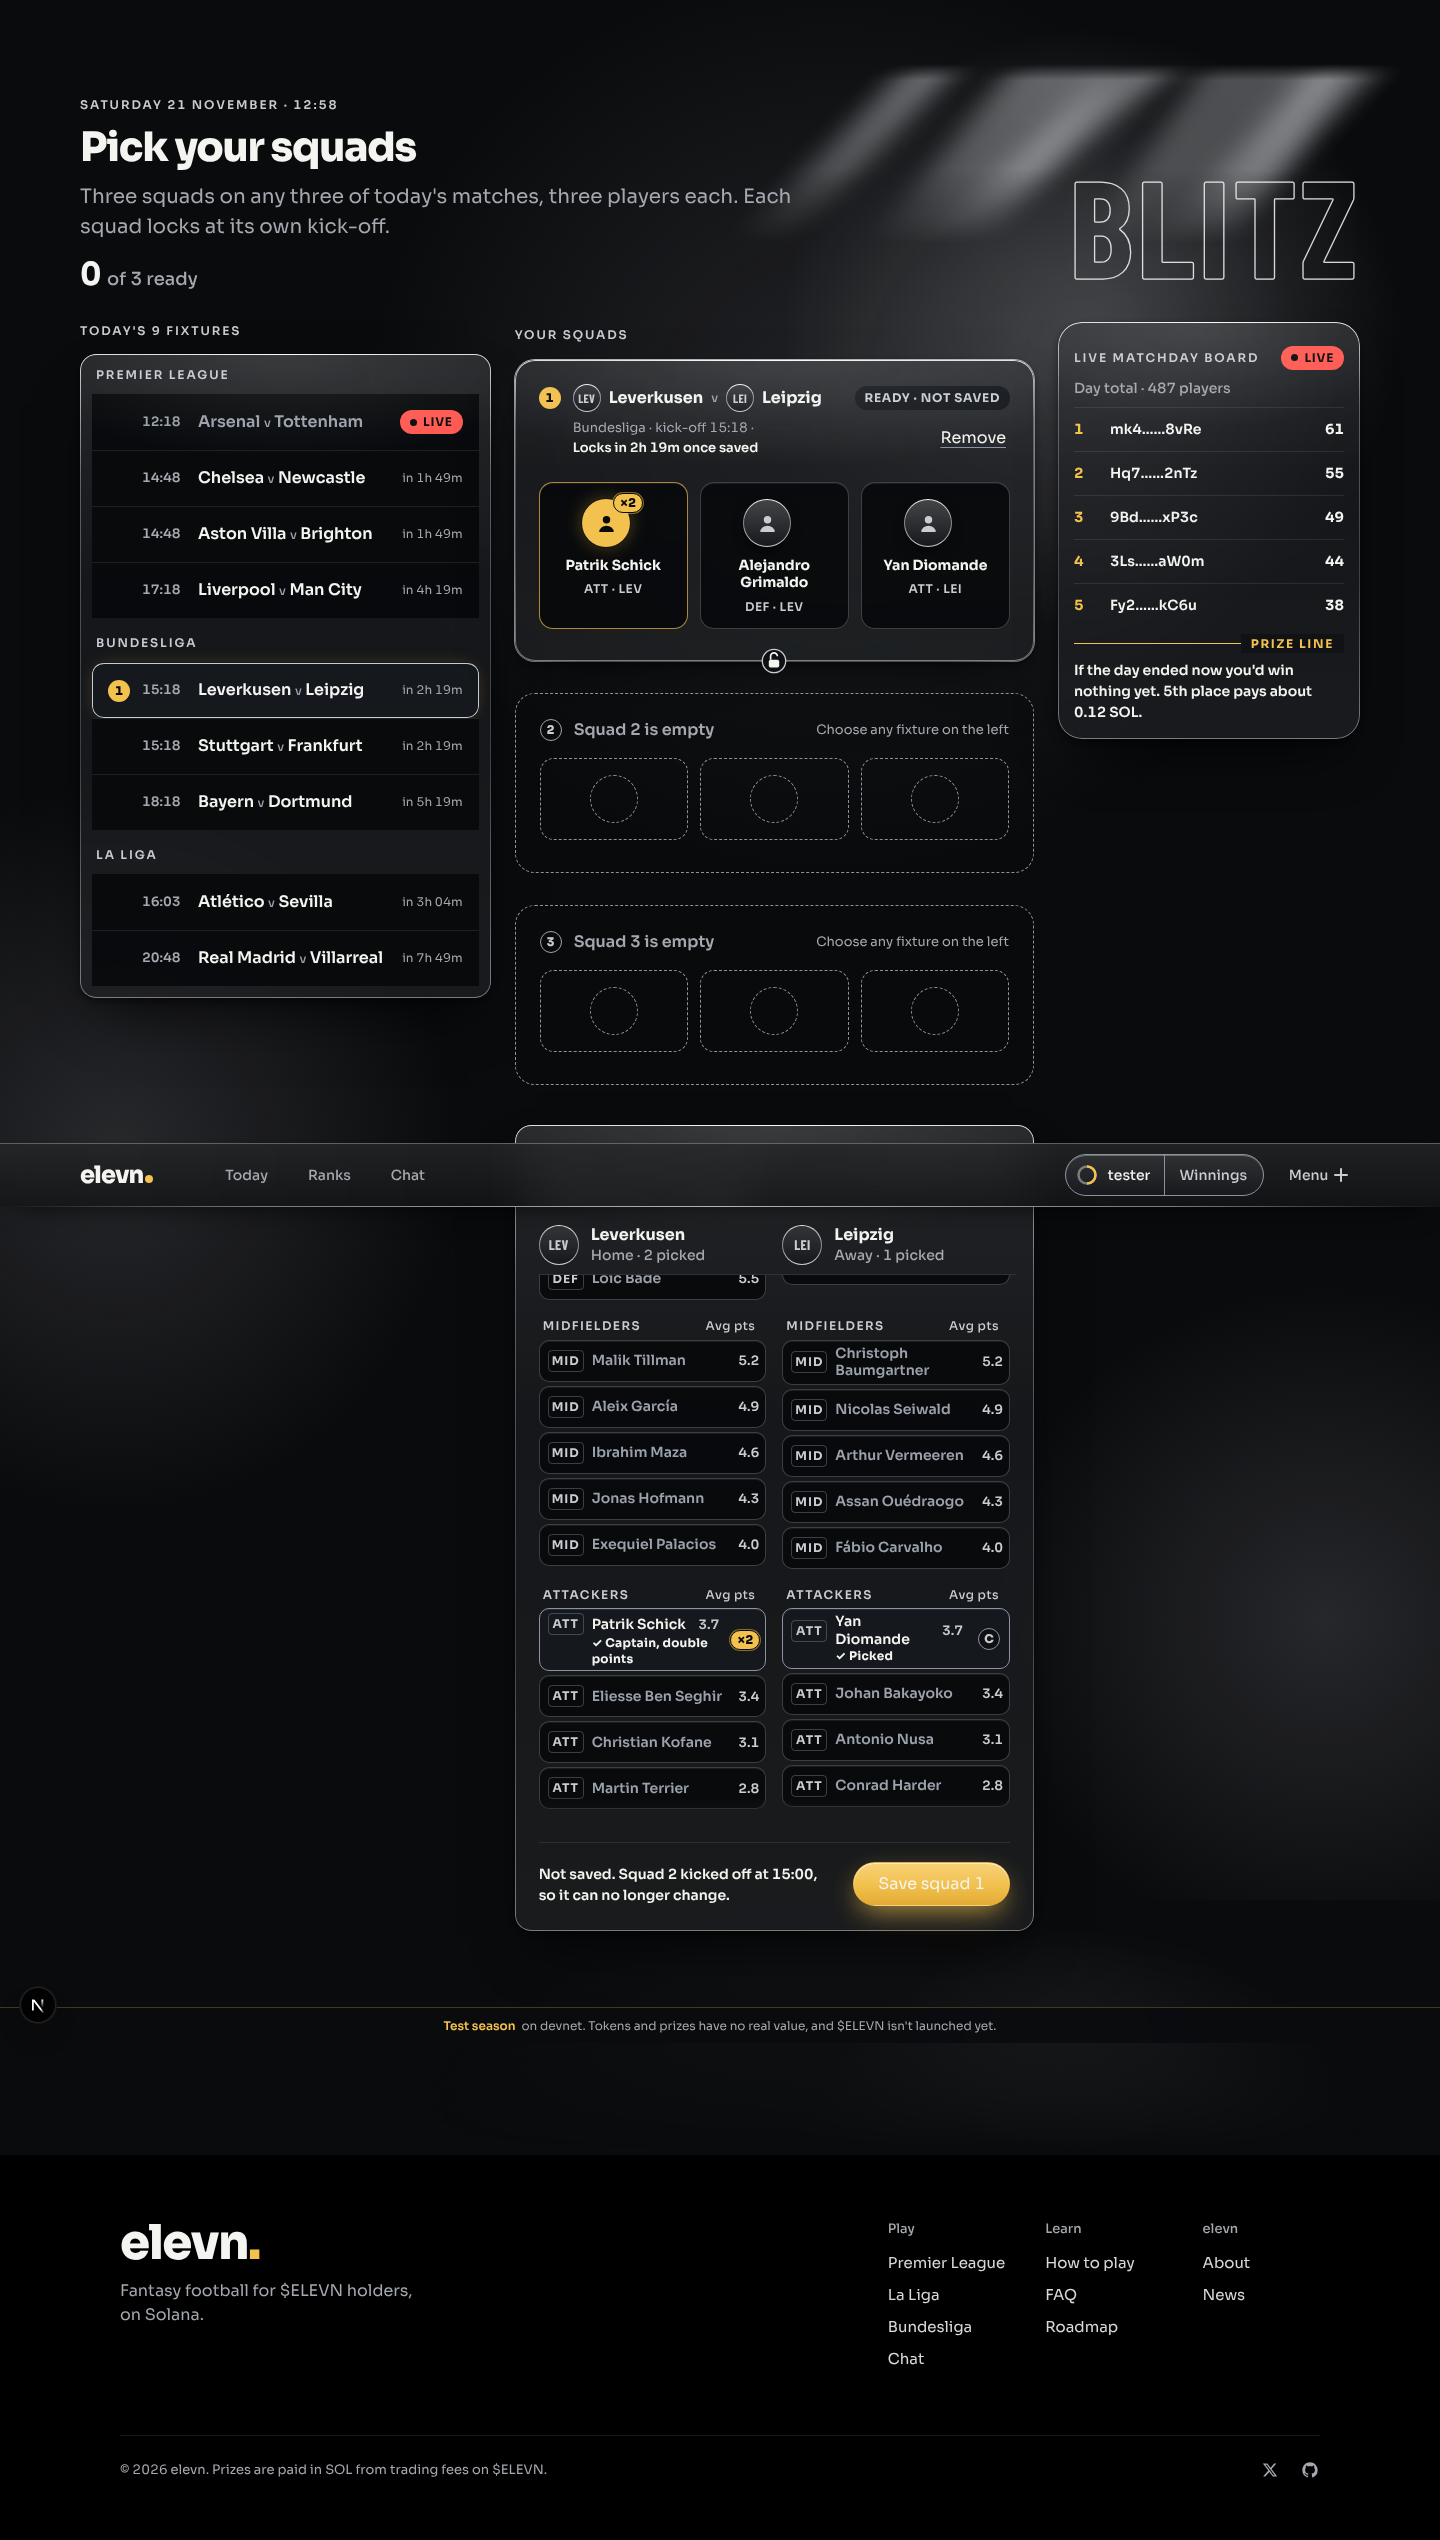 SATURDAY 21 NOVEMBER · 12:58
Pick your squads
Three squads on any three of today's matches, three players each. Each
squad locks at its own kick-off.
0 of 3 ready
BLITZ
TODAY'S 9 FIXTURES
PREMIER LEAGUE
12:18 Arsenal v Tottenham LIVE
14:48 Chelsea v Newcastle in 1h 49m
14:48 Aston Villa v Brighton in 1h 49m
17:18 Liverpool v Man City in 4h 19m
BUNDESLIGA
1 15:18 Leverkusen v Leipzig in 2h 19m
15:18 Stuttgart v Frankfurt in 2h 19m
18:18 Bayern v Dortmund in 5h 19m
LA LIGA
16:03 Atlético v Sevilla in 3h 04m
20:48 Real Madrid v Villarreal in 7h 49m
YOUR SQUADS
1 LEV Leverkusen v LEI Leipzig READY · NOT SAVED
Bundesliga · kick-off 15:18 ·
Locks in 2h 19m once saved
Remove
×2
Patrik Schick
ATT · LEV
Alejandro
Grimaldo
DEF · LEV
Yan Diomande
ATT · LEI
2 Squad 2 is empty Choose any fixture on the left
3 Squad 3 is empty Choose any fixture on the left
LIVE MATCHDAY BOARD LIVE
Day total · 487 players
1 mk4......8vRe 61
2 Hq7......2nTz 55
3 9Bd......xP3c 49
4 3Ls......aW0m 44
5 Fy2......kC6u 38
PRIZE LINE
If the day ended now you'd win
nothing yet. 5th place pays about
0.12 SOL.
elevn. Today Ranks Chat tester Winnings Menu
LEV Leverkusen
Home · 2 picked
LEI Leipzig
Away · 1 picked
DEF Loïc Badé 5.5
MIDFIELDERS Avg pts
MID Malik Tillman 5.2
MID Aleix García 4.9
MID Ibrahim Maza 4.6
MID Jonas Hofmann 4.3
MID Exequiel Palacios 4.0
ATTACKERS Avg pts
ATT Patrik Schick 3.7
✓ Captain, double
points
×2
ATT Eliesse Ben Seghir 3.4
ATT Christian Kofane 3.1
ATT Martin Terrier 2.8
MIDFIELDERS Avg pts
MID Christoph
Baumgartner 5.2
MID Nicolas Seiwald 4.9
MID Arthur Vermeeren 4.6
MID Assan Ouédraogo 4.3
MID Fábio Carvalho 4.0
ATTACKERS Avg pts
ATT Yan
Diomande 3.7 C
✓ Picked
ATT Johan Bakayoko 3.4
ATT Antonio Nusa 3.1
ATT Conrad Harder 2.8
Not saved. Squad 2 kicked off at 15:00,
so it can no longer change.
Save squad 1
N
Test season on devnet. Tokens and prizes have no real value, and $ELEVN isn't launched yet.
elevn.
Fantasy football for $ELEVN holders,
on Solana.
Play
Premier League
La Liga
Bundesliga
Chat
Learn
How to play
FAQ
Roadmap
elevn
About
News
© 2026 elevn. Prizes are paid in SOL from trading fees on $ELEVN.